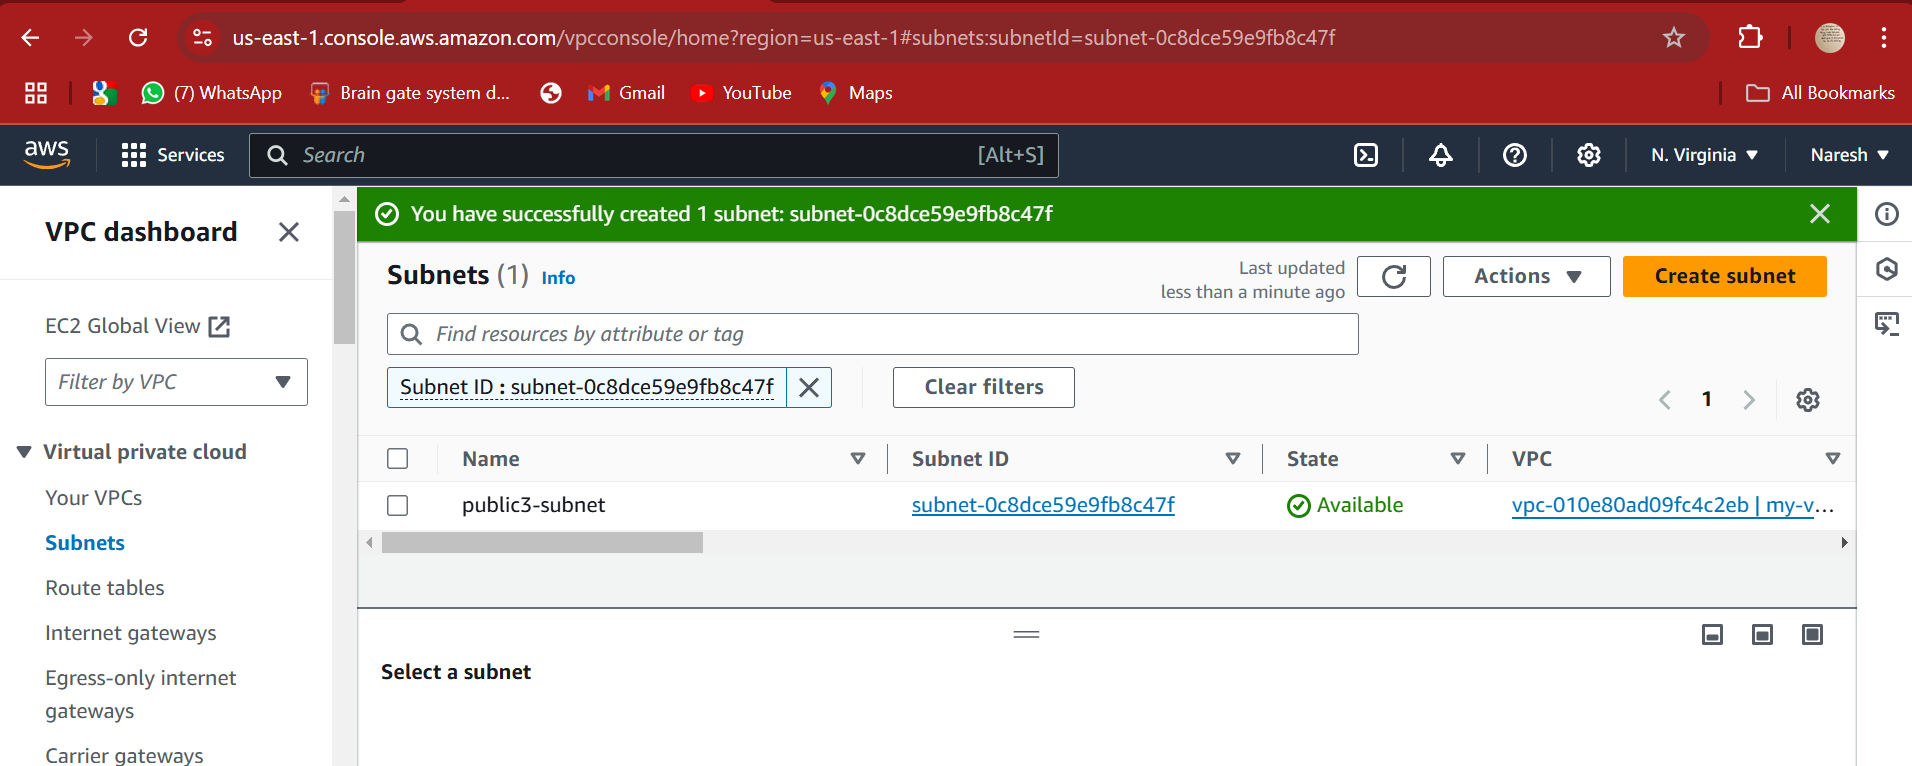 us-east-1.console.aws.amazon.com/vpcconsole/home?region=us-east-1#subnets:subnetId=subnet-0c8dce59e9fb8c47f
(7) WhatsApp Brain gate system d... Gmail YouTube Maps All Bookmarks
aws Services Search [Alt+S] N. Virginia Naresh
VPC dashboard
EC2 Global View
Filter by VPC
Virtual private cloud
Your VPCs
Subnets
Route tables
Internet gateways
Egress-only internet
gateways
Carrier gateways
You have successfully created 1 subnet: subnet-0c8dce59e9fb8c47f
Subnets (1) Info
Last updated
less than a minute ago
Actions
Create subnet
Find resources by attribute or tag
Subnet ID : subnet-0c8dce59e9fb8c47f
Clear filters
1
Name Subnet ID State VPC
public3-subnet subnet-0c8dce59e9fb8c47f Available vpc-010e80ad09fc4c2eb | my-v...
Select a subnet